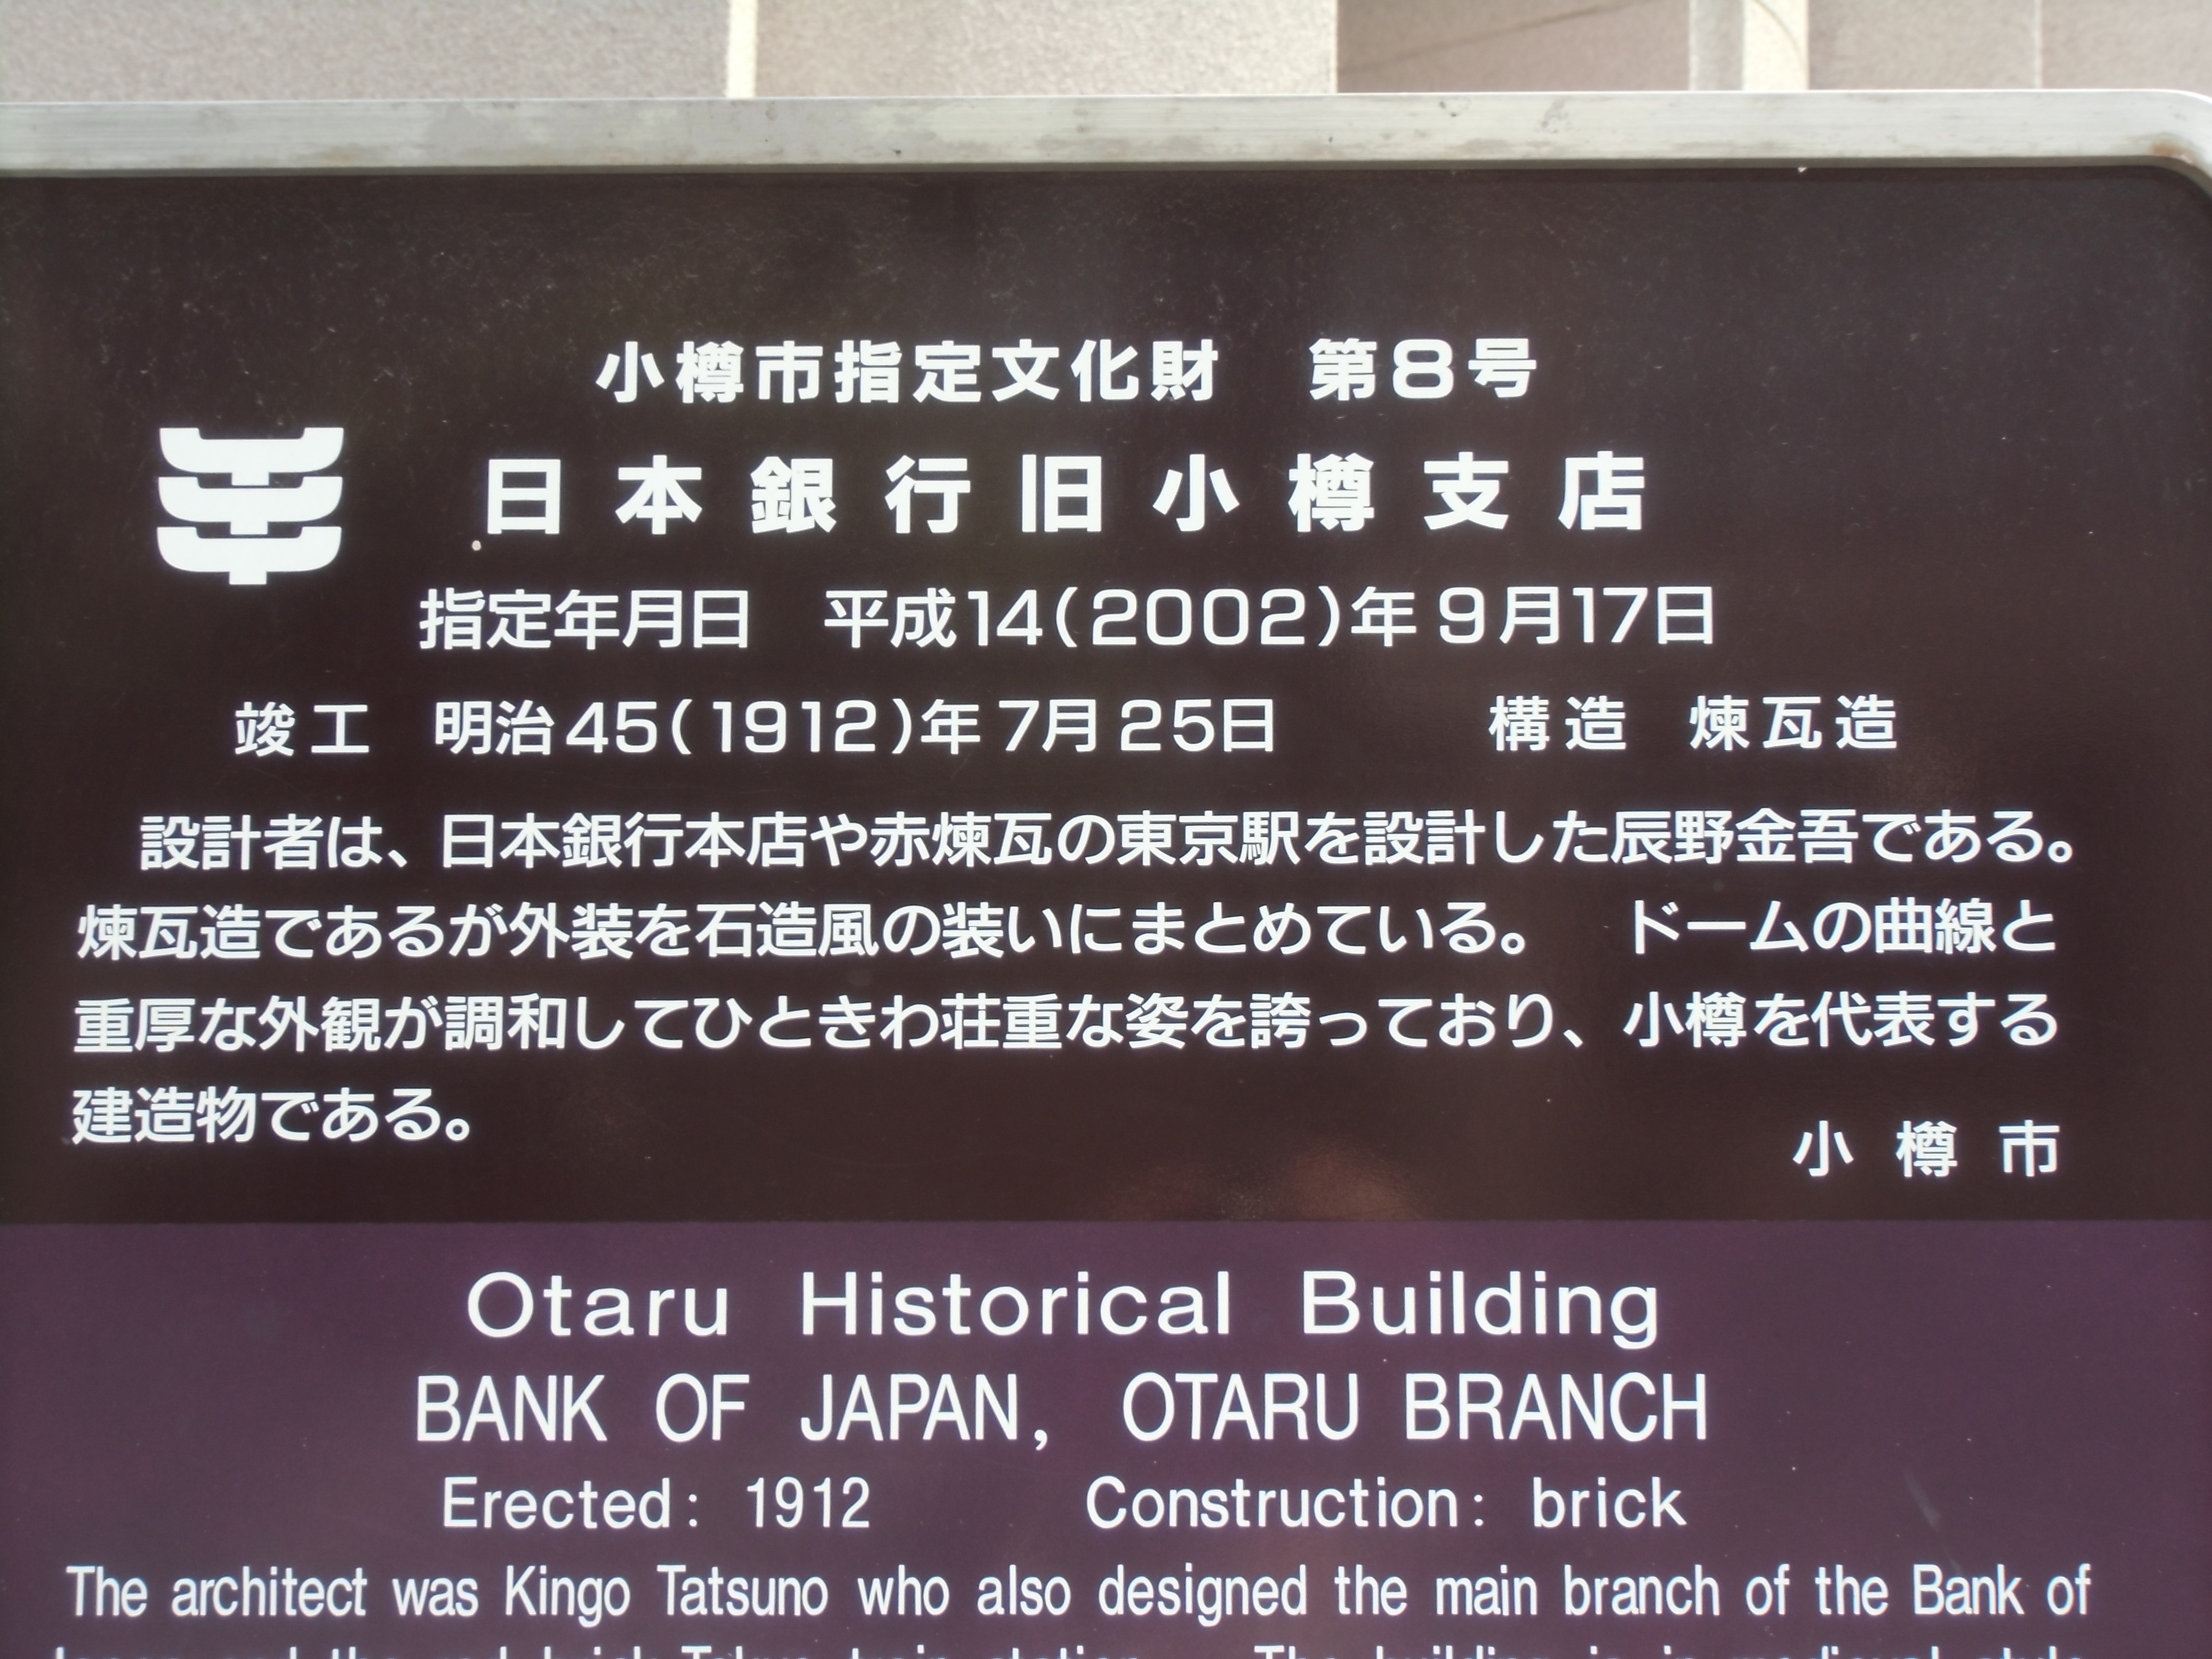 小樽市指定文化財　第8号
日本銀行旧小樽支店
指定年月日　平成14(2002)年9月17日
竣工　明治45(1912)年7月25日　構造　煉瓦造
設計者は、日本銀行本店や赤煉瓦の東京駅を設計した辰野金吾である。
煉瓦造であるが外装を石造風の装いにまとめている。　ドームの曲線と
重厚な外観が調和してひときわ荘重な姿を誇っており、小樽を代表する
建造物である。
小樽市
Otaru Historical Building
BANK OF JAPAN, OTARU BRANCH
Erected: 1912 Construction: brick
The architect was Kingo Tatsuno who also designed the main branch of the Bank of